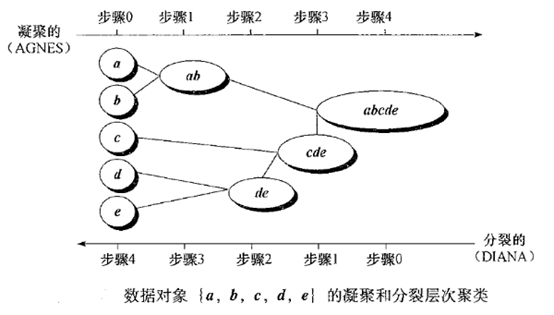 步骤0 步骤1 步骤2 步骤3 步骤4
凝聚的
(AGNES)
a
ab
b
abcde
c
cde
d
de
e
分裂的
(DIANA)
步骤4 步骤3 步骤2 步骤1 步骤0
数据对象 {a, b, c, d, e} 的凝聚和分裂层次聚类